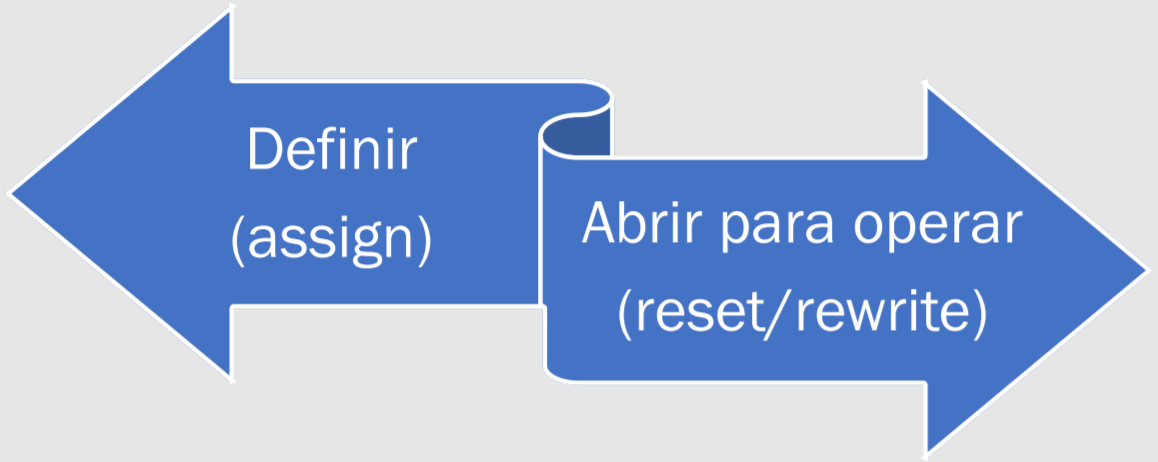 Definir
(assign)
Abrir para operar
(reset/rewrite)